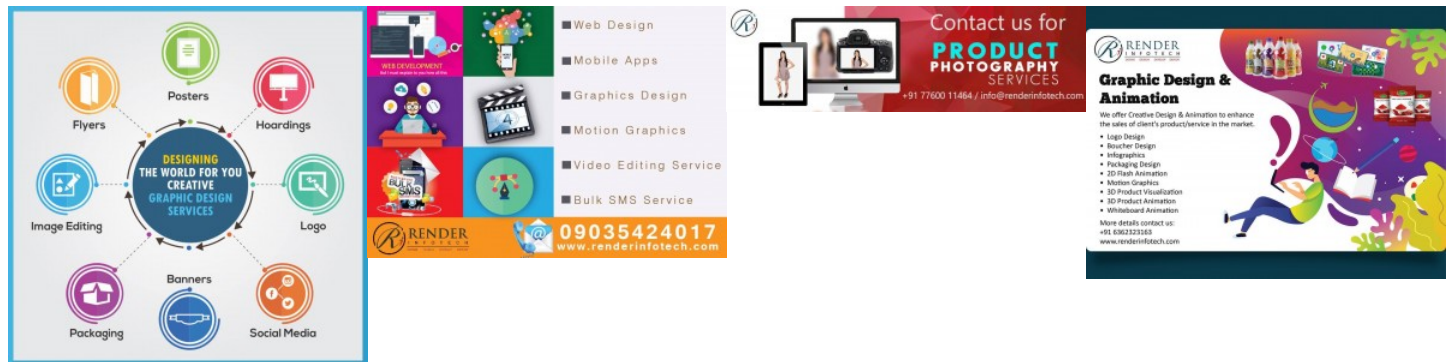 Posters
Flyers
Hoardings
DESIGNING
THE WORLD FOR YOU
CREATIVE
GRAPHIC DESIGN
SERVICES
Image Editing
Logo
Banners
Packaging
Social Media
WEB DEVELOPMENT
Web Design
Mobile Apps
Graphics Design
Motion Graphics
Video Editing Service
Bulk SMS Service
4
BULK
SMS
RENDER
INFOTECH
@
09035424017
www.renderinfotech.com
Contact us for
PRODUCT
PHOTOGRAPHY
SERVICES
+91 77600 11464 / info@renderinfotech.com
RENDER
INFOTECH
Graphic Design &
Animation
We offer Creative Design & Animation to enhance
the sales of client's product/service in the market.
• Logo Design
• Boucher Design
• Infographics
• Packaging Design
• 2D Flash Animation
• Motion Graphics
• 3D Product Visualization
• 3D Product Animation
• Whiteboard Animation
More details contact us:
+91 6362323163
www.renderinfotech.com